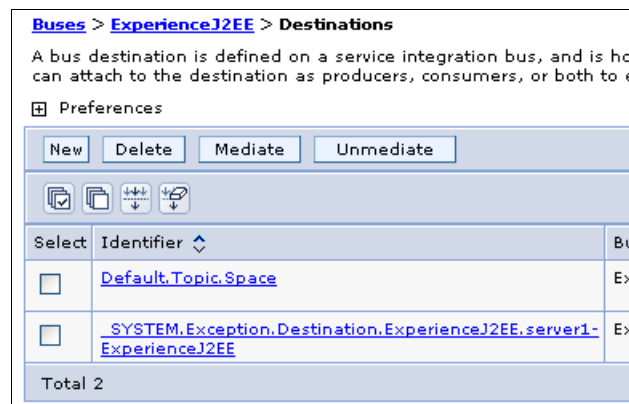 Buses > ExperienceJ2EE > Destinations
A bus destination is defined on a service integration bus, and is
can attach to the destination as producers, consumers, or both to
Preferences
New Delete Mediate Unmediate
Select Identifier
Default.Topic.Space
_SYSTEM.Exception.Destination.ExperienceJ2EE.server1-
ExperienceJ2EE
Total 2